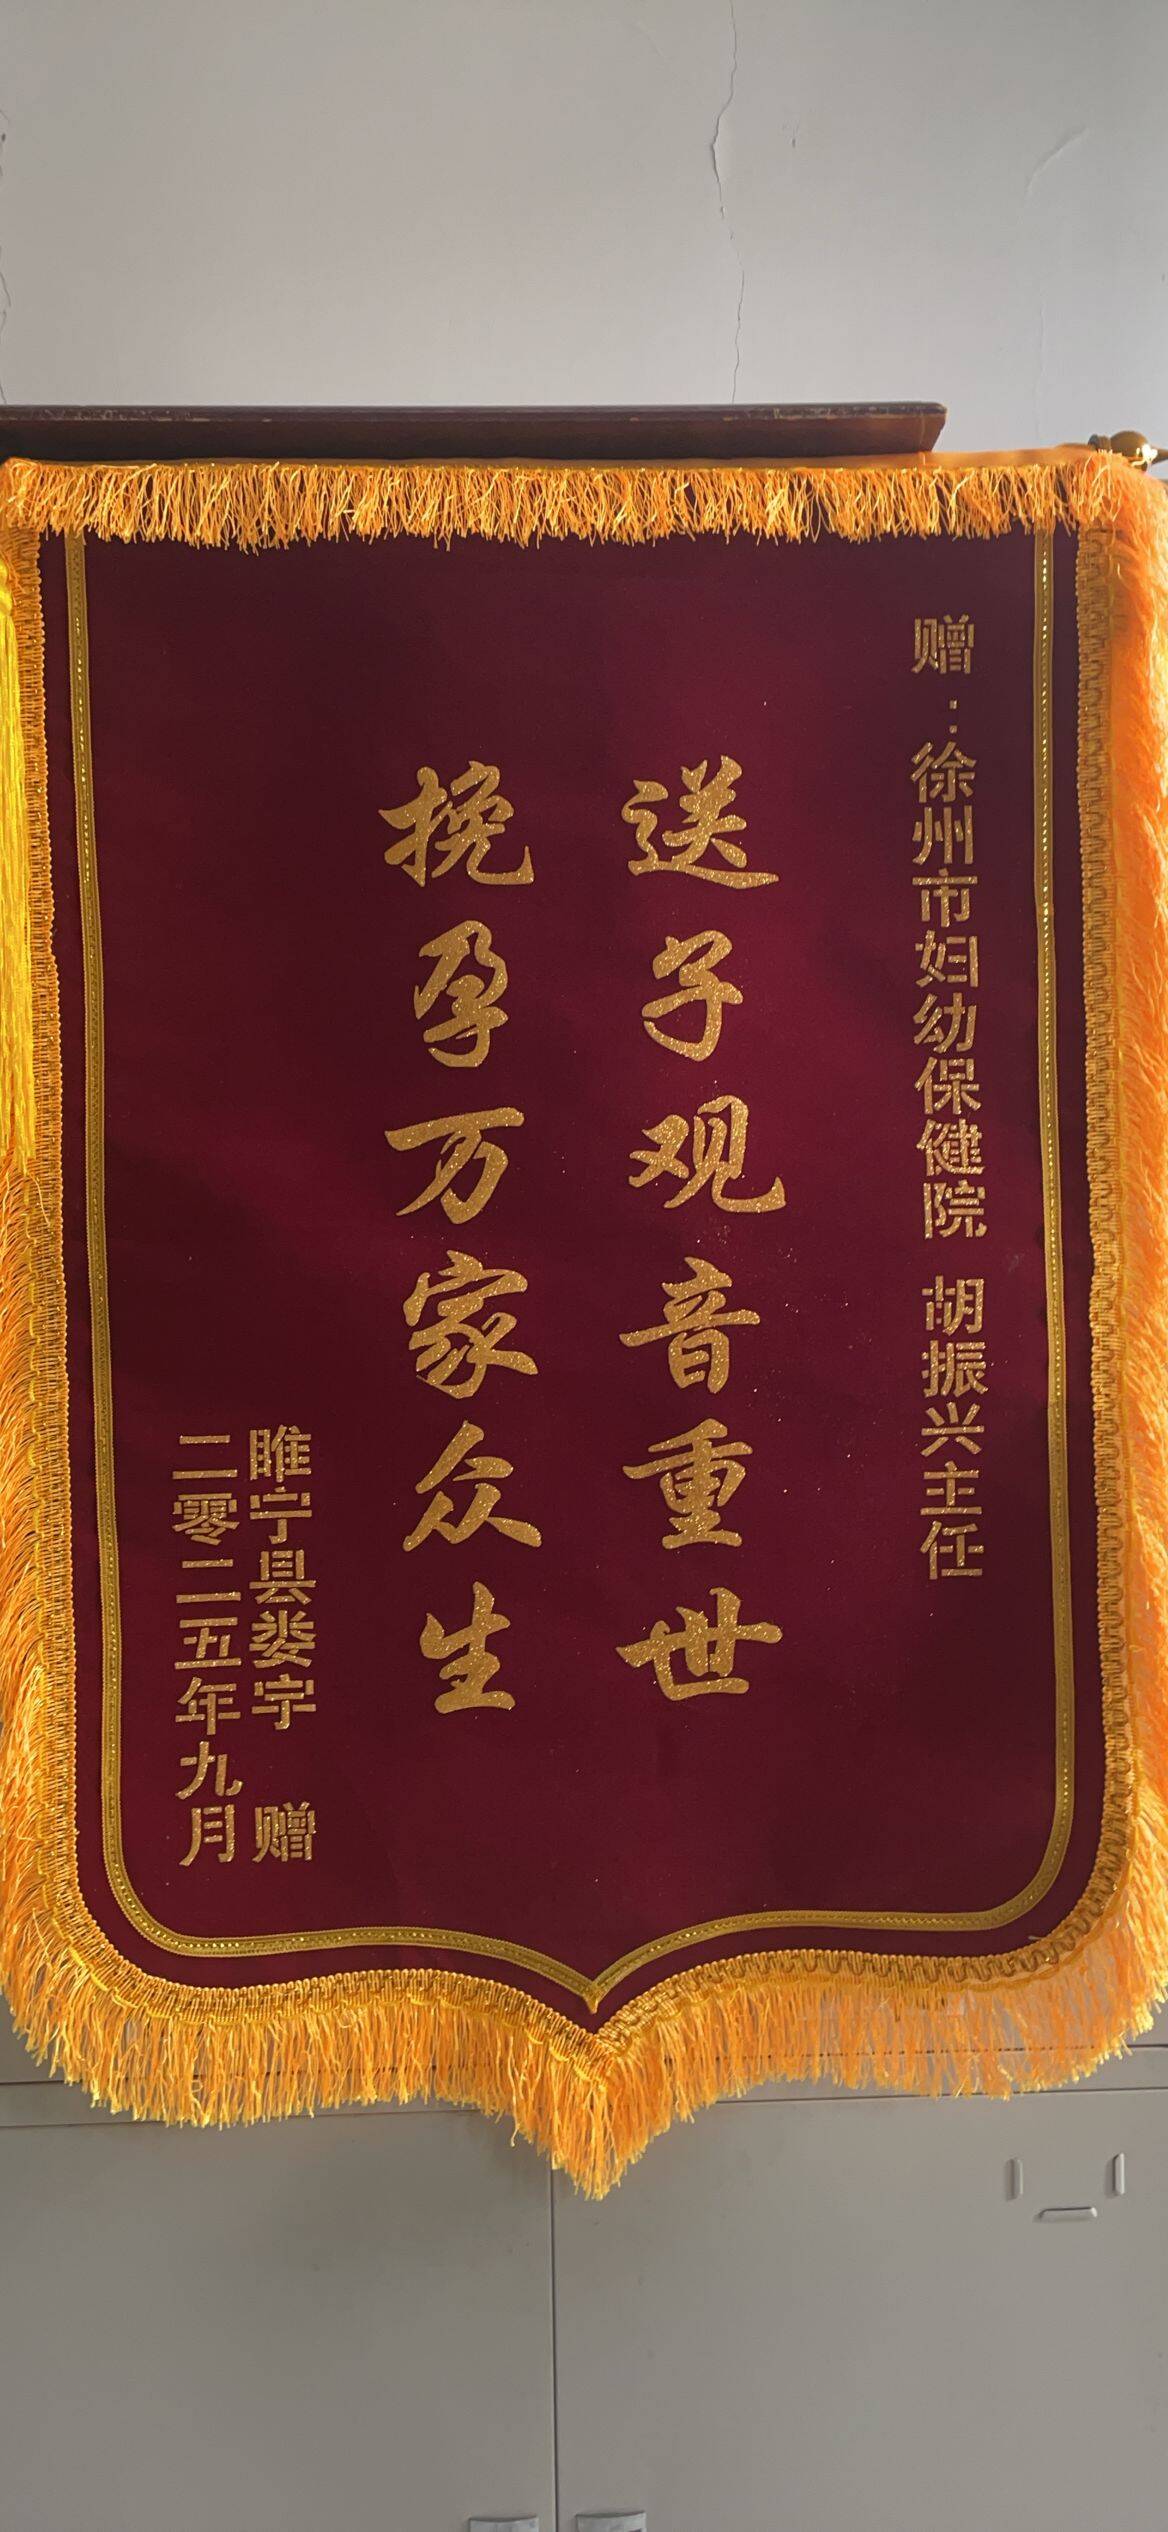 赠：徐州市妇幼保健院 胡振兴主任
送子观音重世
挽孕万家众生
睢宁县娄宇 赠
二零二五年九月